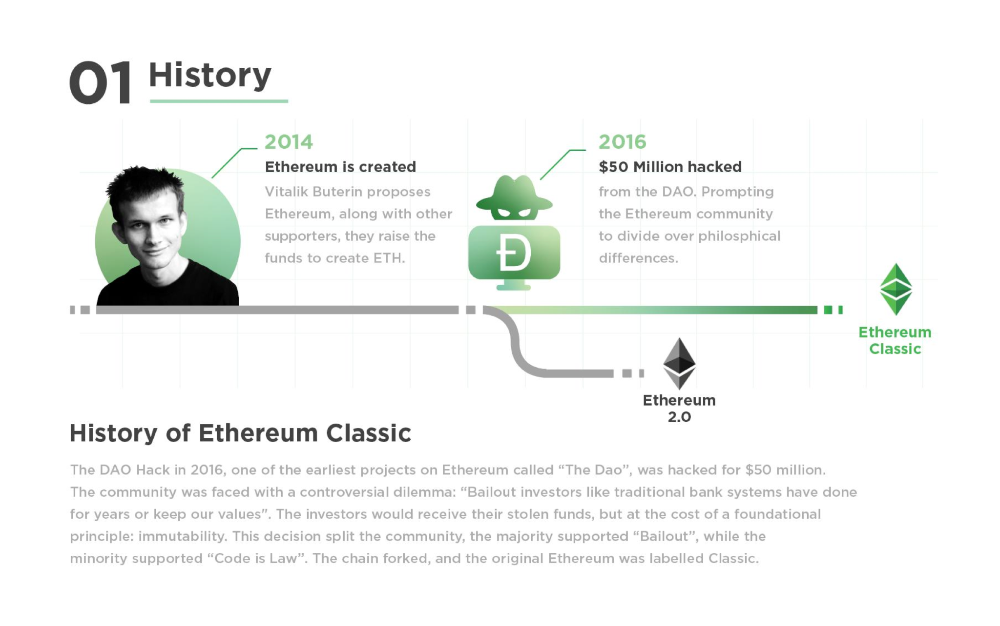 01 History
2014
Ethereum is created
Vitalik Buterin proposes
Ethereum, along with other
supporters, they raise the
funds to create ETH.
2016
$50 Million hacked
from the DAO. Prompting
the Ethereum community
to divide over philosphical
differences.
Đ
Ethereum
Classic
Ethereum
2.0
History of Ethereum Classic
The DAO Hack in 2016, one of the earliest projects on Ethereum called “The Dao”, was hacked for $50 million.
The community was faced with a controversial dilemma: “Bailout investors like traditional bank systems have done
for years or keep our values". The investors would receive their stolen funds, but at the cost of a foundational
principle: immutability. This decision split the community, the majority supported “Bailout”, while the
minority supported “Code is Law”. The chain forked, and the original Ethereum was labelled Classic.